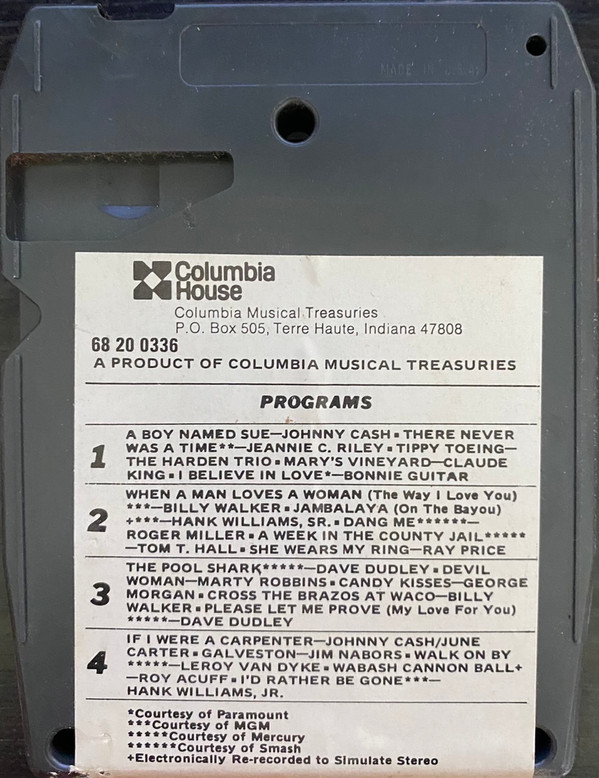 MADE IN U.S.A.
Columbia
House
Columbia Musical Treasuries
P.O. Box 505, Terre Haute, Indiana 47808
68 20 0336
A PRODUCT OF COLUMBIA MUSICAL TREASURIES
PROGRAMS
1 A BOY NAMED SUE—JOHNNY CASH ▪ THERE NEVER
WAS A TIME**—JEANNIE C. RILEY ▪ TIPPY TOEING—
THE HARDEN TRIO ▪ MARY'S VINEYARD—CLAUDE
KING ▪ I BELIEVE IN LOVE*—BONNIE GUITAR
2 WHEN A MAN LOVES A WOMAN (The Way I Love You)
***—BILLY WALKER ▪ JAMBALAYA (On The Bayou)
+***—HANK WILLIAMS, SR. ▪ DANG ME******—
ROGER MILLER ▪ A WEEK IN THE COUNTY JAIL*****
—TOM T. HALL ▪ SHE WEARS MY RING—RAY PRICE
3 THE POOL SHARK*****—DAVE DUDLEY ▪ DEVIL
WOMAN—MARTY ROBBINS ▪ CANDY KISSES—GEORGE
MORGAN ▪ CROSS THE BRAZOS AT WACO—BILLY
WALKER ▪ PLEASE LET ME PROVE (My Love For You)
*****—DAVE DUDLEY
4 IF I WERE A CARPENTER—JOHNNY CASH/JUNE
CARTER ▪ GALVESTON—JIM NABORS ▪ WALK ON BY
*****—LEROY VAN DYKE ▪ WABASH CANNON BALL+
—ROY ACUFF ▪ I'D RATHER BE GONE***—
HANK WILLIAMS, JR.
*Courtesy of Paramount
***Courtesy of MGM
*****Courtesy of Mercury
******Courtesy of Smash
+Electronically Re-recorded to Simulate Stereo